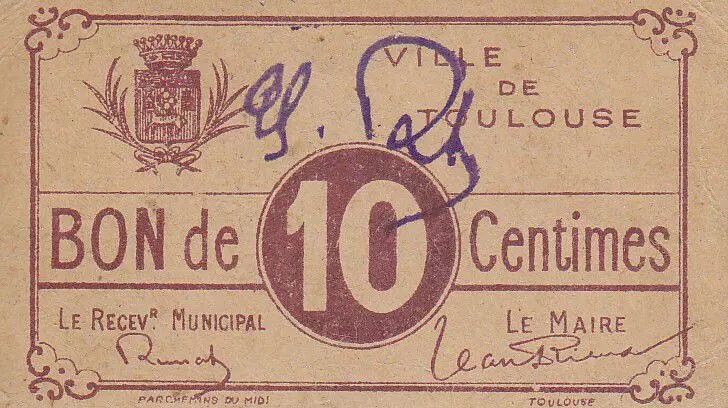 VILLE
DE
TOULOUSE
BON de 10 Centimes
LE RECEVR. MUNICIPAL
LE MAIRE
PARCHEMINS DU MIDI
TOULOUSE